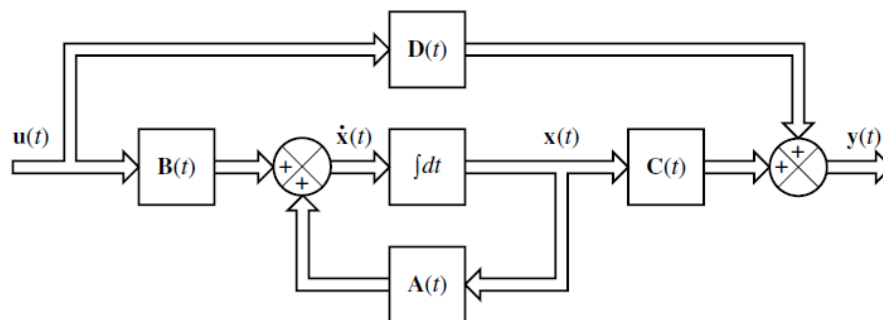 D(t)
u(t)
ẋ(t)
x(t)
y(t)
B(t)
+
+
∫dt
C(t)
+
+
A(t)